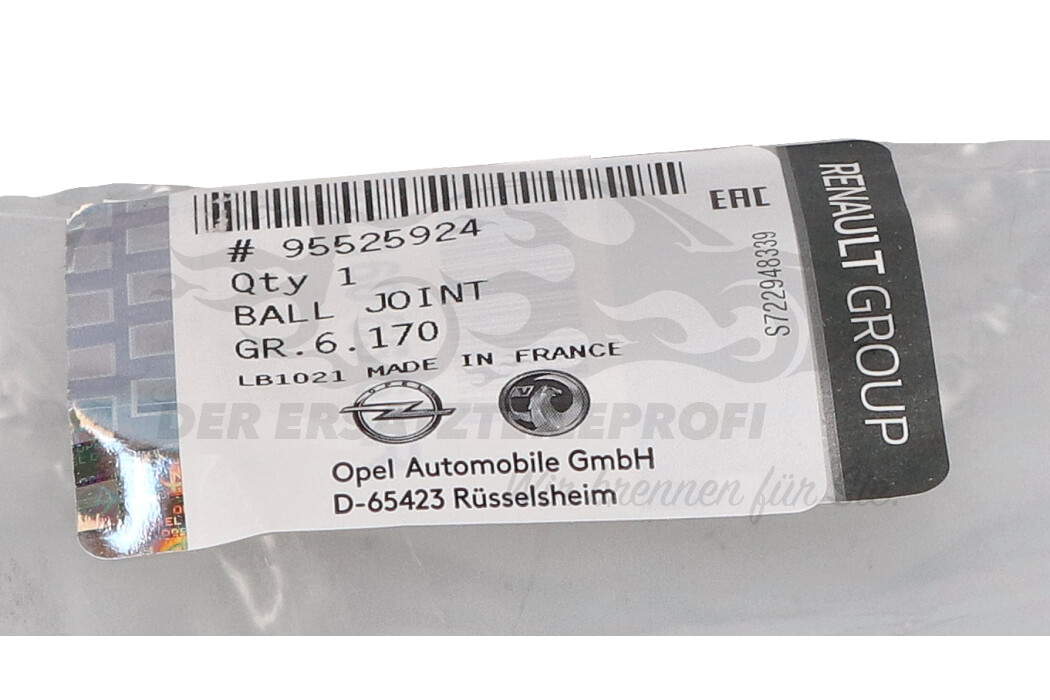 # 95525924
Qty 1
BALL JOINT
GR.6.170
LB1021 MADE IN FRANCE
OPEL
Opel Automobile GmbH
D-65423 Rüsselsheim
EAC
S722948339
RENAULT GROUP
DER ERSATZTEILEPROFI
Wir brennen für